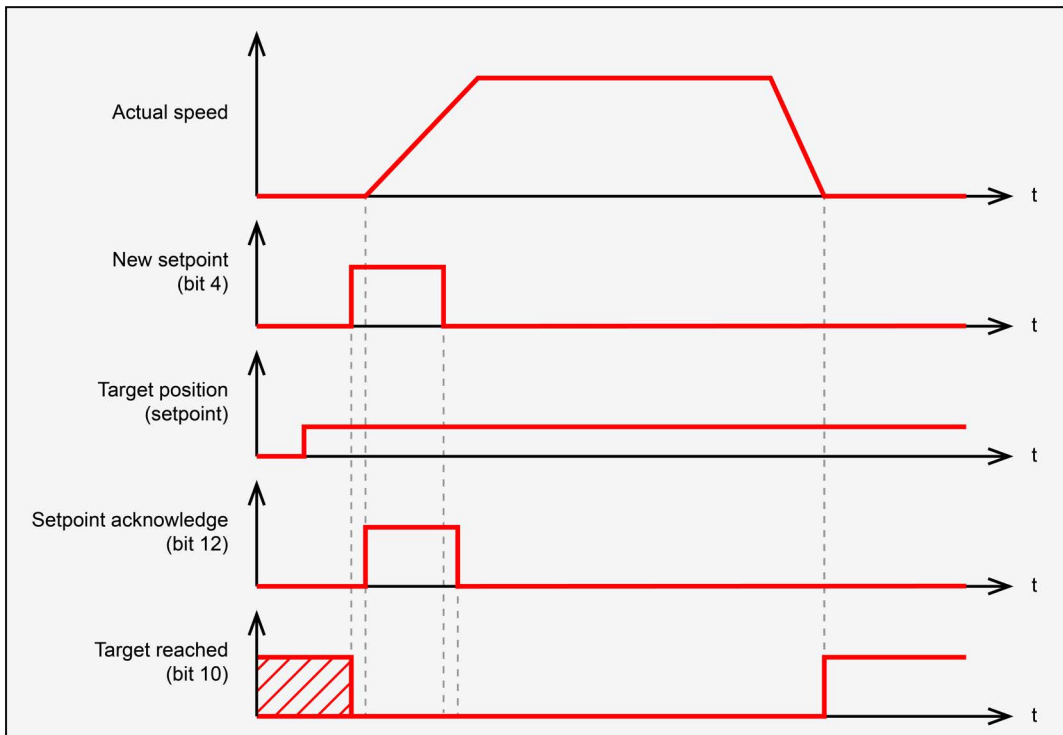 Actual speed
t
New setpoint
(bit 4)
t
Target position
(setpoint)
t
Setpoint acknowledge
(bit 12)
t
Target reached
(bit 10)
t